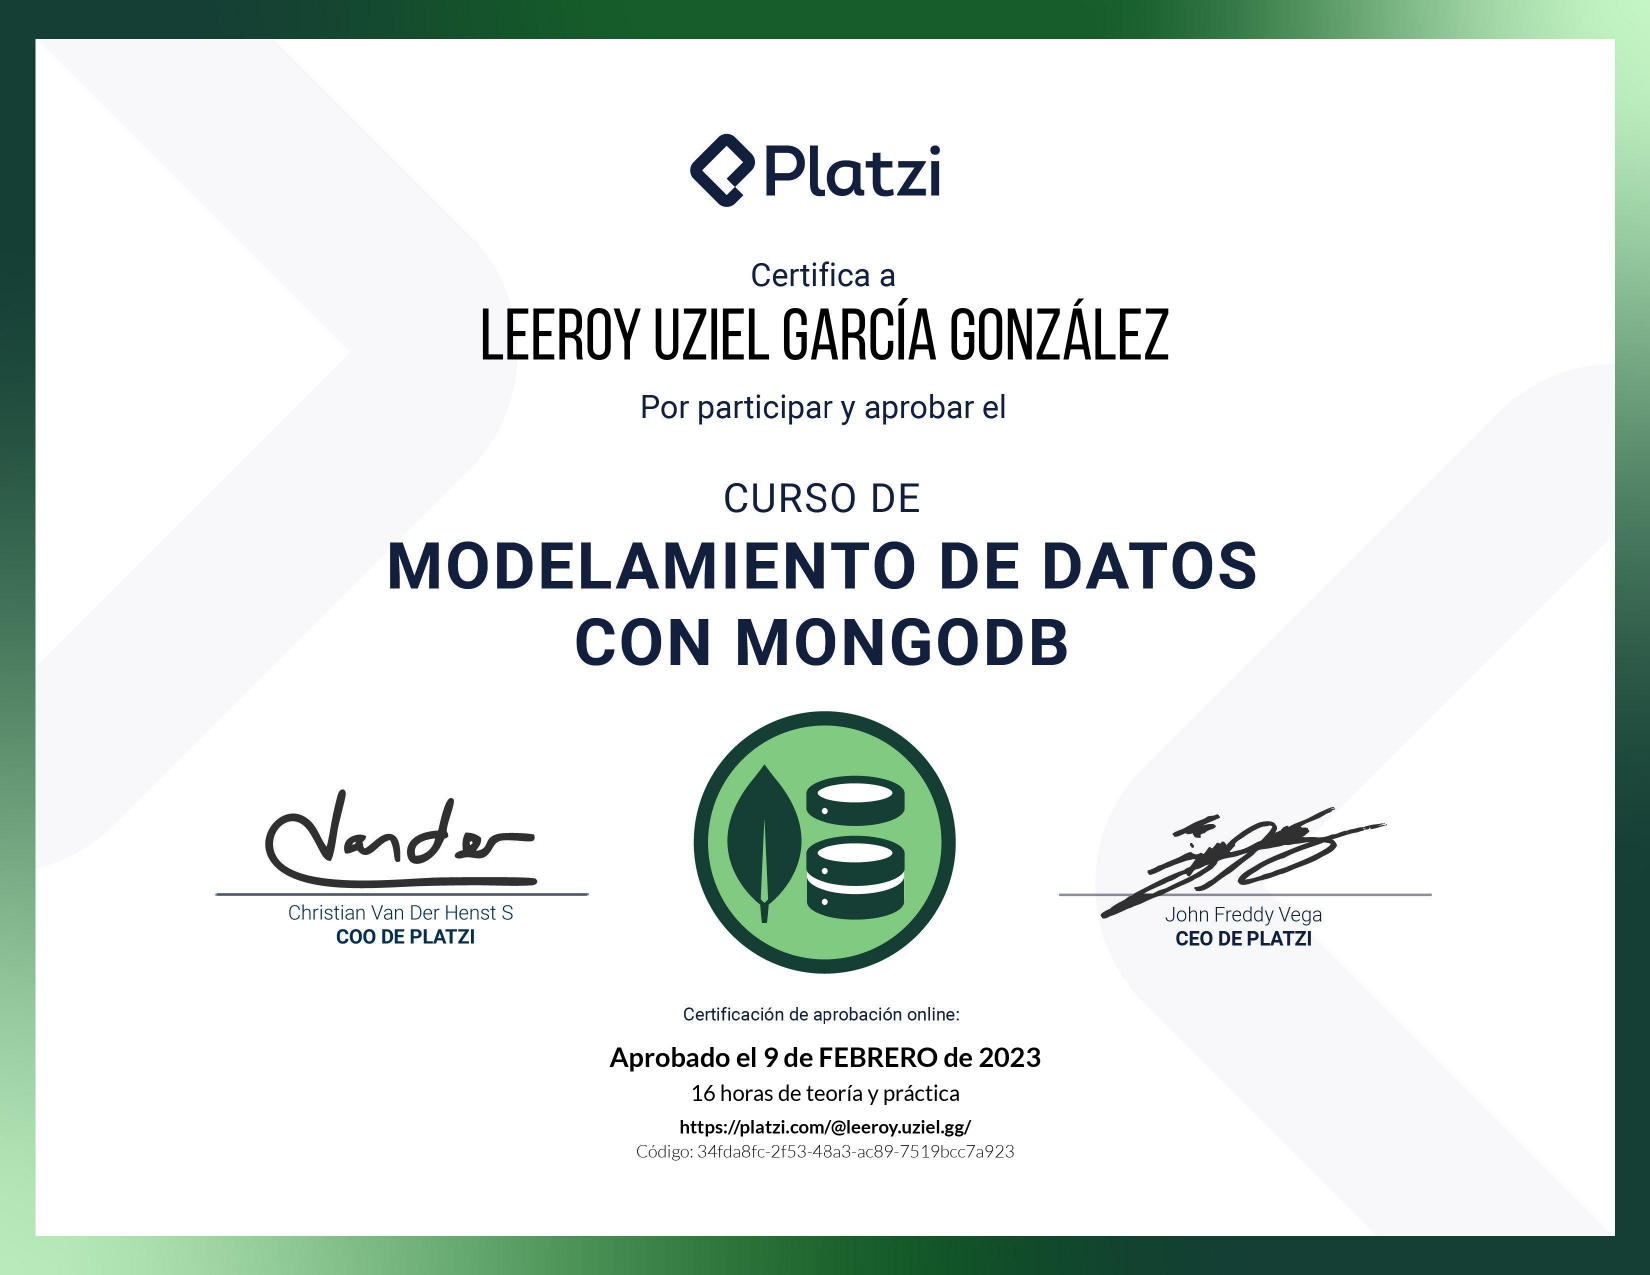 Platzi
Certifica a
LEEROY UZIEL GARCÍA GONZÁLEZ
Por participar y aprobar el
CURSO DE
MODELAMIENTO DE DATOS
CON MONGODB
Vander
Christian Van Der Henst S
COO DE PLATZI
John Freddy Vega
CEO DE PLATZI
Certificación de aprobación online:
Aprobado el 9 de FEBRERO de 2023
16 horas de teoría y práctica
https://platzi.com/@leeroy.uziel.gg/
Código: 34fda8fc-2f53-48a3-ac89-7519bcc7a923